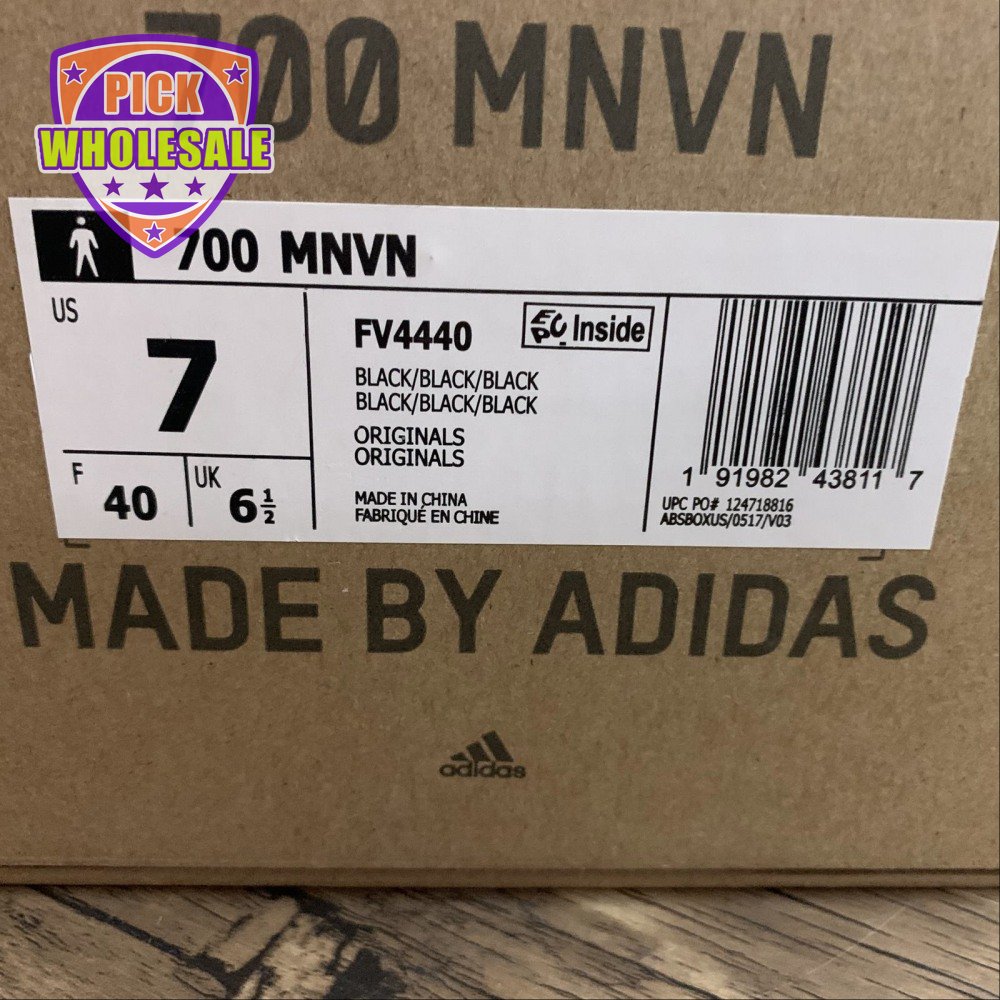 700 MNVN
PICK
WHOLESALE
700 MNVN
US
7
F
40
UK
6½
FV4440
EPC Inside
BLACK/BLACK/BLACK
BLACK/BLACK/BLACK
ORIGINALS
ORIGINALS
MADE IN CHINA
FABRIQUÉ EN CHINE
1 91982 43811 7
UPC PO# 124718816
ABSBOXUS/0517/V03
MADE BY ADIDAS
adidas